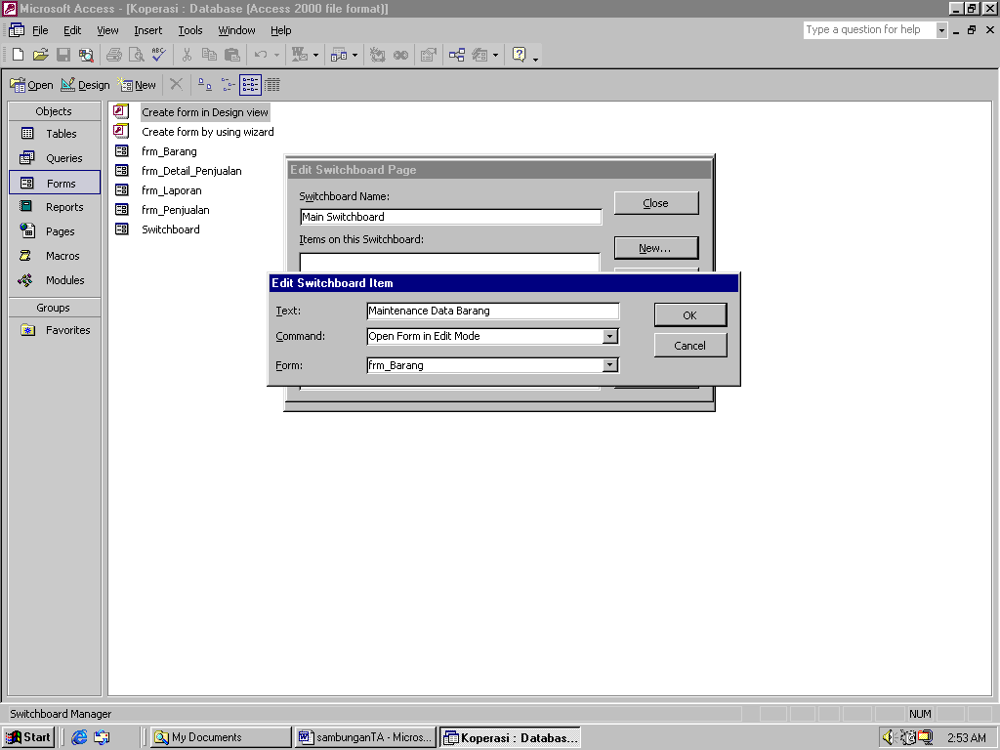 Microsoft Access - [Koperasi : Database (Access 2000 file format)]
File Edit View Insert Tools Window Help
Type a question for help
Open Design New
Objects
Tables
Queries
Forms
Reports
Pages
Macros
Modules
Groups
Favorites
Create form in Design view
Create form by using wizard
frm_Barang
frm_Detail_Penjualan
frm_Laporan
frm_Penjualan
Switchboard
Edit Switchboard Page
Switchboard Name:
Main Switchboard
Close
Items on this Switchboard:
New...
Edit Switchboard Item
Text: Maintenance Data Barang OK
Command: Open Form in Edit Mode Cancel
Form: frm_Barang
Switchboard Manager NUM
Start My Documents sambunganTA - Micros... Koperasi : Databas... 2:53 AM